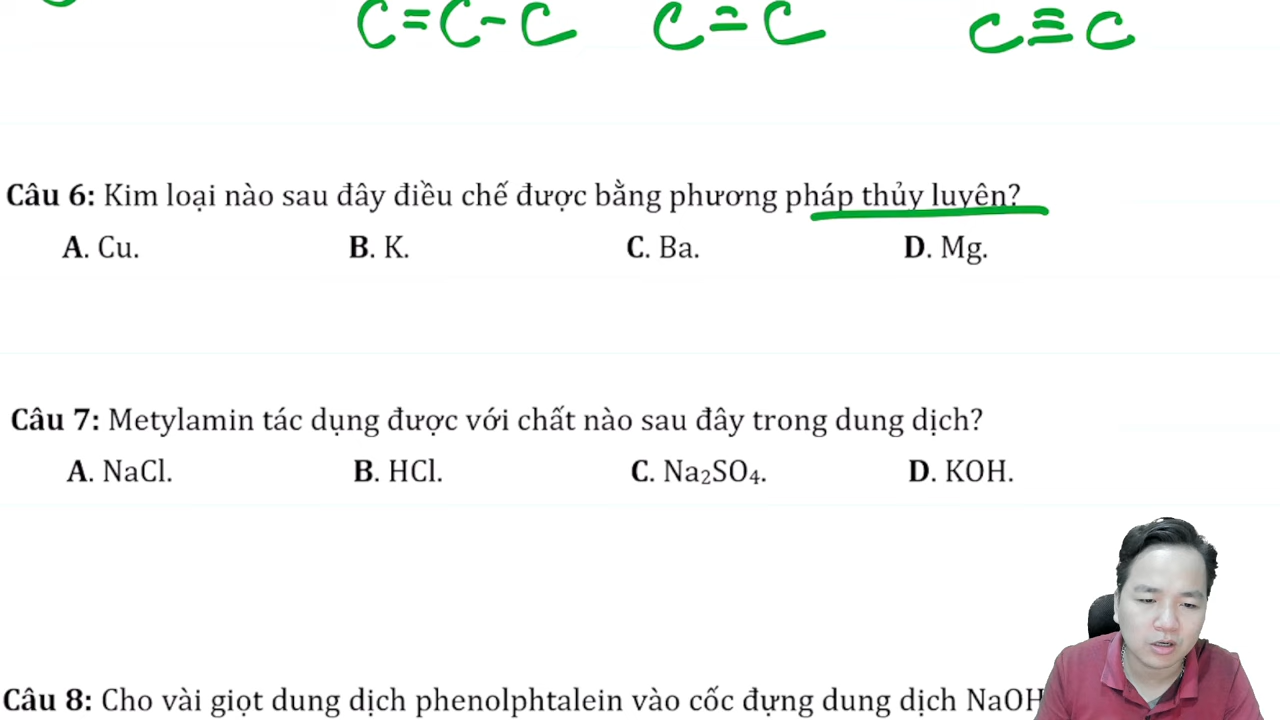 C=C-C C=C C≡C
Câu 6: Kim loại nào sau đây điều chế được bằng phương pháp thủy luyên?
A. Cu. B. K. C. Ba. D. Mg.
Câu 7: Metylamin tác dụng được với chất nào sau đây trong dung dịch?
A. NaCl. B. HCl. C. Na₂SO₄. D. KOH.
Câu 8: Cho vài giọt dung dịch phenolphtalein vào cốc đựng dung dịch NaOH